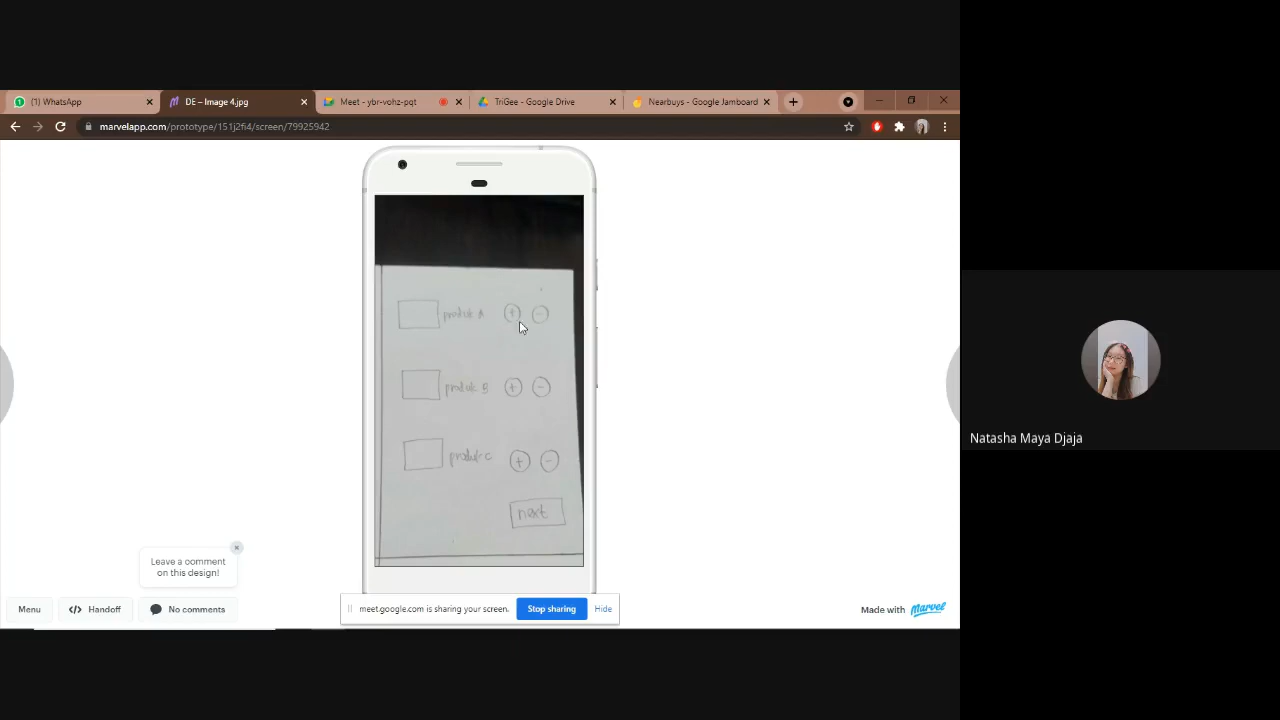 (1) WhatsApp
DE – Image 4.jpg
Meet - ybr-vohz-pqt
TriGee - Google Drive
Nearbuys - Google Jamboard
marvelapp.com/prototype/151j2fi4/screen/79925942
produk A + -
produk B + -
produk C + -
next
Leave a comment
on this design!
Menu
Handoff
No comments
meet.google.com is sharing your screen.
Stop sharing
Hide
Made with Marvel
Natasha Maya Djaja